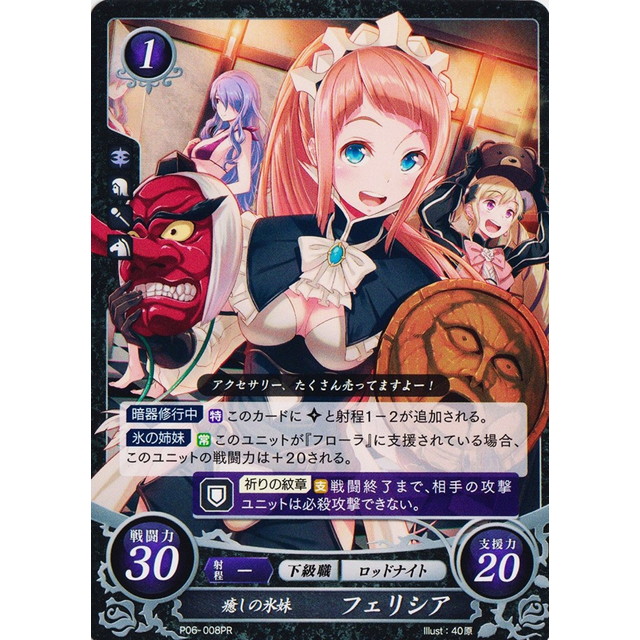 1
アクセサリー、たくさん売ってますよー！
暗器修行中 特 このカードに と射程1−2が追加される。
氷の姉妹 常 このユニットが『フローラ』に支援されている場合、
このユニットの戦闘力は＋20される。
祈りの紋章 支 戦闘終了まで、相手の攻撃
ユニットは必殺攻撃できない。
戦闘力
30
射程 − 下級職 ロッドナイト
支援力
20
癒しの氷妹 フェリシア
P06-008PR
Illust：40原